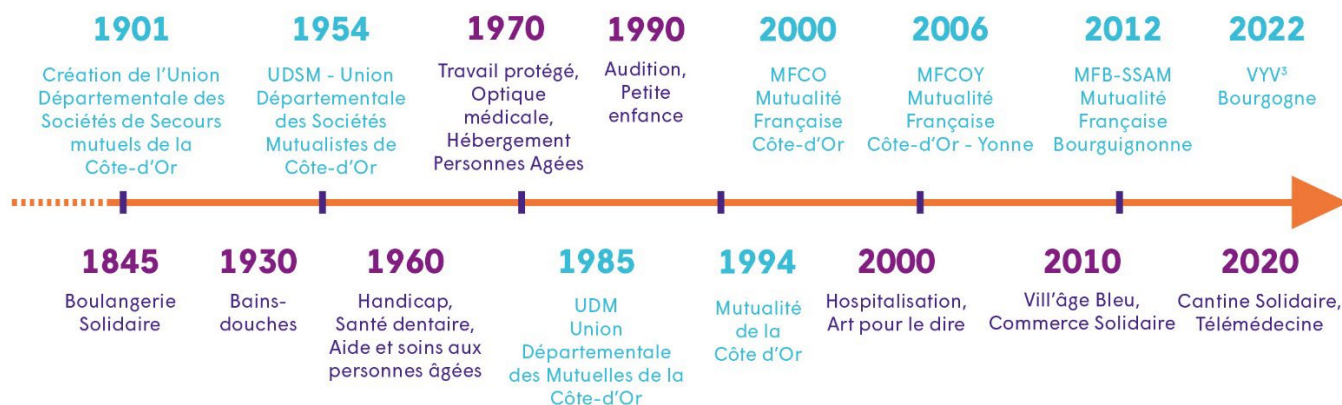 1901
Création de l'Union
Départementale des
Sociétés de Secours
mutuels de la
Côte-d'Or
1954
UDSM - Union
Départementale
des Sociétés
Mutualistes de
Côte-d'Or
1970
Travail protégé,
Optique
médicale,
Hébergement
Personnes Agées
1990
Audition,
Petite
enfance
2000
MFCO
Mutualité
Française
Côte-d'Or
2006
MFCOY
Mutualité
Française
Côte-d'Or - Yonne
2012
MFB-SSAM
Mutualité
Française
Bourguignonne
2022
VYV³
Bourgogne
1845
Boulangerie
Solidaire
1930
Bains-
douches
1960
Handicap,
Santé dentaire,
Aide et soins aux
personnes âgées
1985
UDM
Union
Départementale
des Mutuelles de la
Côte-d'Or
1994
Mutualité
de la
Côte d'Or
2000
Hospitalisation,
Art pour le dire
2010
Vill'âge Bleu,
Commerce Solidaire
2020
Cantine Solidaire,
Télémédecine